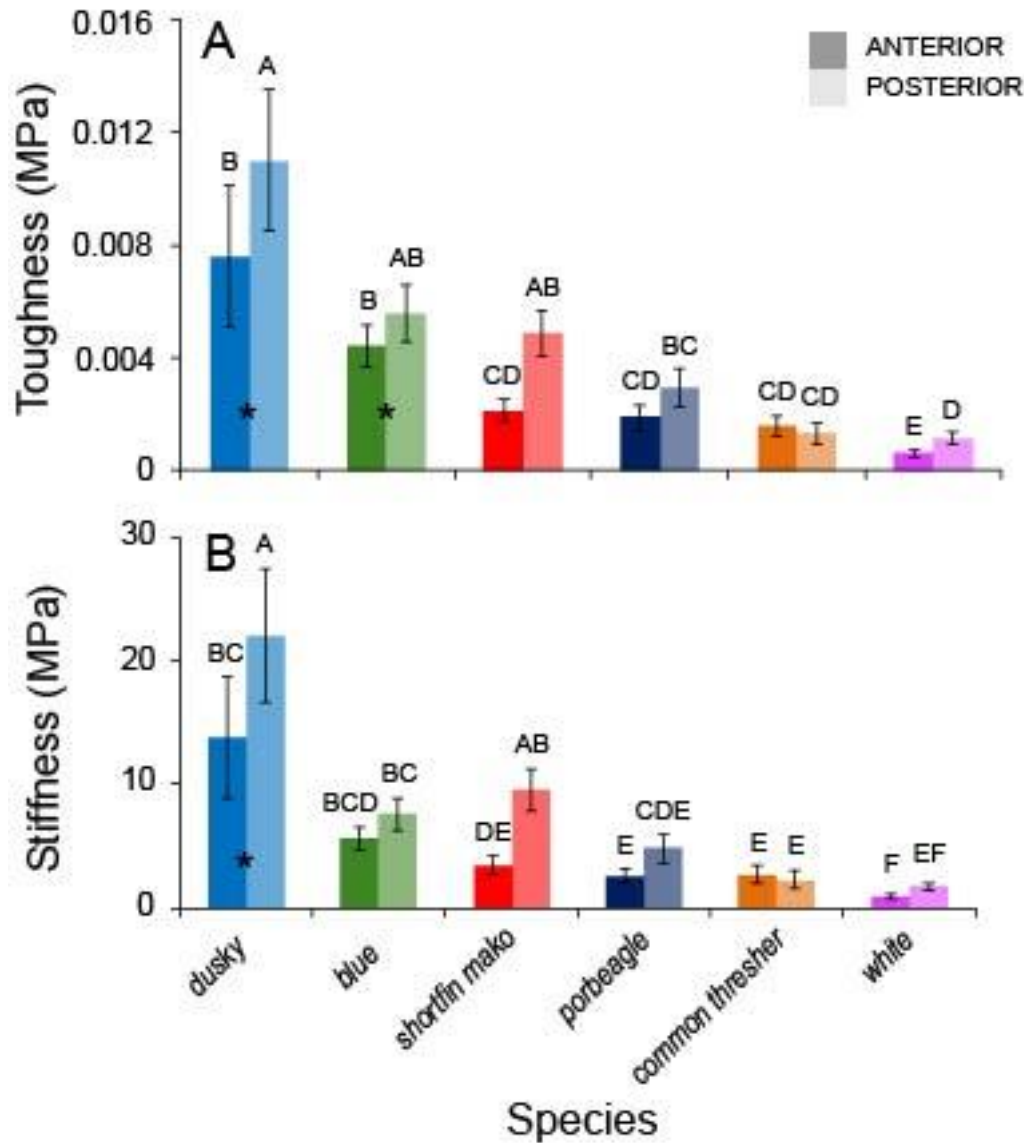 0.016
A
A
ANTERIOR
POSTERIOR
0.012
B
0.008
AB
B
AB
0.004
CD
CD
BC
CD CD
E
D
*
*
0
Toughness (MPa)
30
B
A
20
BC
10
BCD
BC
DE
AB
E
CDE
E
E
F
EF
*
0
Stiffness (MPa)
dusky
blue
shortfin mako
porbeagle
common thresher
white
Species